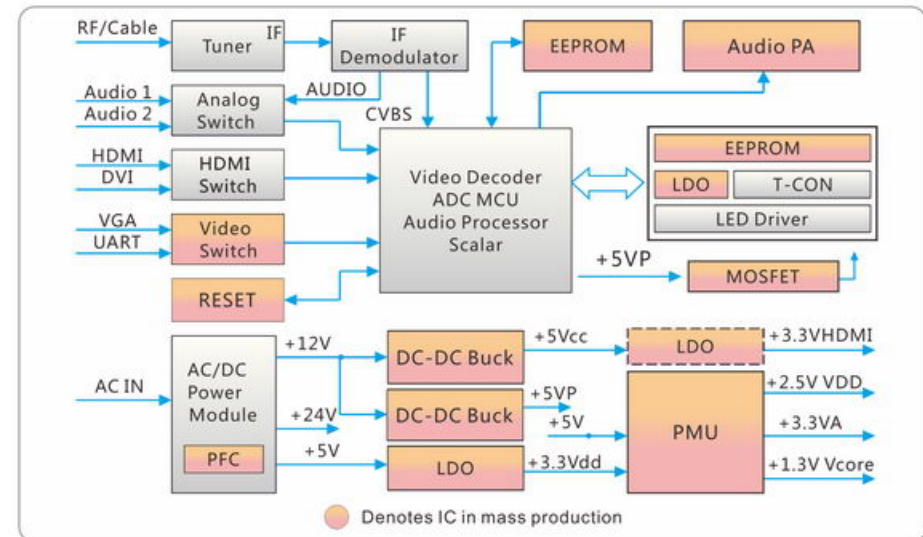 RF/Cable
Tuner
IF
IF
Demodulator
EEPROM
Audio PA
AUDIO
Audio 1
Audio 2
Analog
Switch
CVBS
HDMI
DVI
HDMI
Switch
Video Decoder
ADC MCU
Audio Processor
Scalar
EEPROM
LDO
T-CON
LED Driver
VGA
UART
Video
Switch
+5VP
MOSFET
RESET
AC IN
AC/DC
Power
Module
PFC
+12V
+24V
+5V
DC-DC Buck
+5Vcc
LDO
+3.3VHDMI
DC-DC Buck
+5VP
+5V
PMU
+2.5V VDD
+3.3VA
+1.3V Vcore
LDO
+3.3Vdd
Denotes IC in mass production